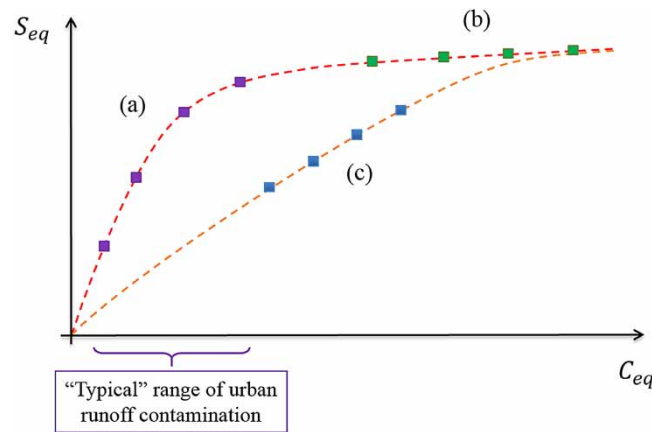 S_eq
(b)
(a)
(c)
C_eq
“Typical” range of urban
runoff contamination